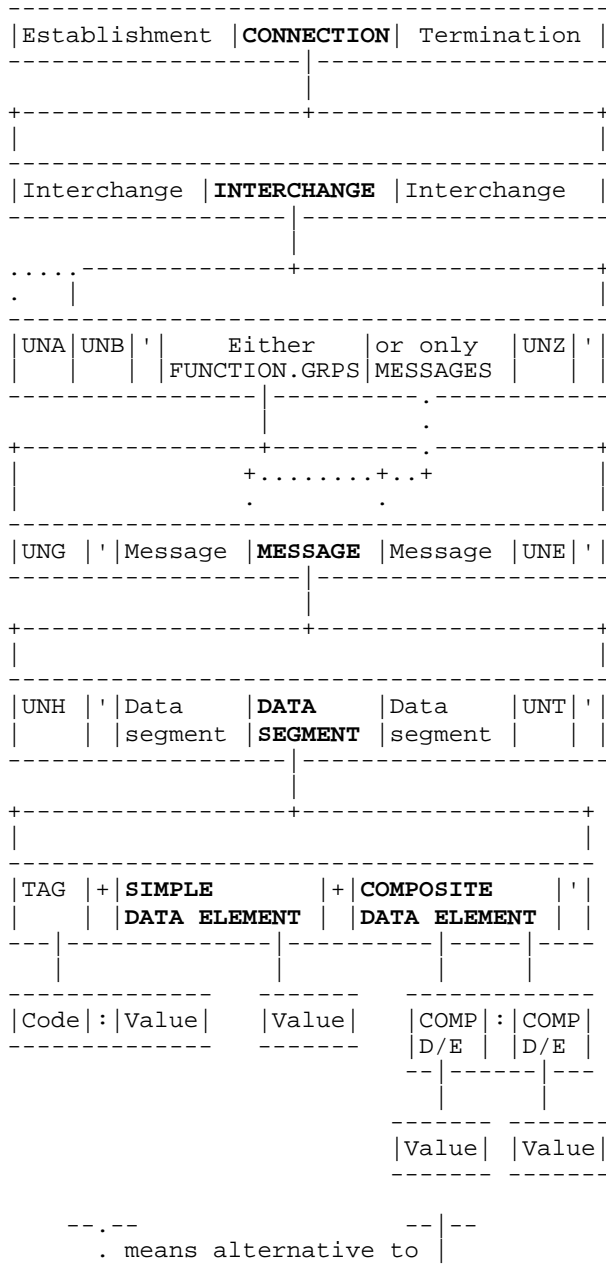 |Establishment |CONNECTION| Termination |
|Interchange |INTERCHANGE |Interchange |
|UNA|UNB|'| Either |or only |UNZ|'|
| | | |FUNCTION.GRPS|MESSAGES | | |
|UNG |'|Message |MESSAGE |Message |UNE|'|
|UNH |'|Data |DATA |Data |UNT|'|
| | |segment |SEGMENT |segment | | |
|TAG |+|SIMPLE |+|COMPOSITE |'|
| | |DATA ELEMENT | |DATA ELEMENT | |
|Code|:|Value| |Value| |COMP|:|COMP|
|D/E | |D/E |
|Value| |Value|
. means alternative to |